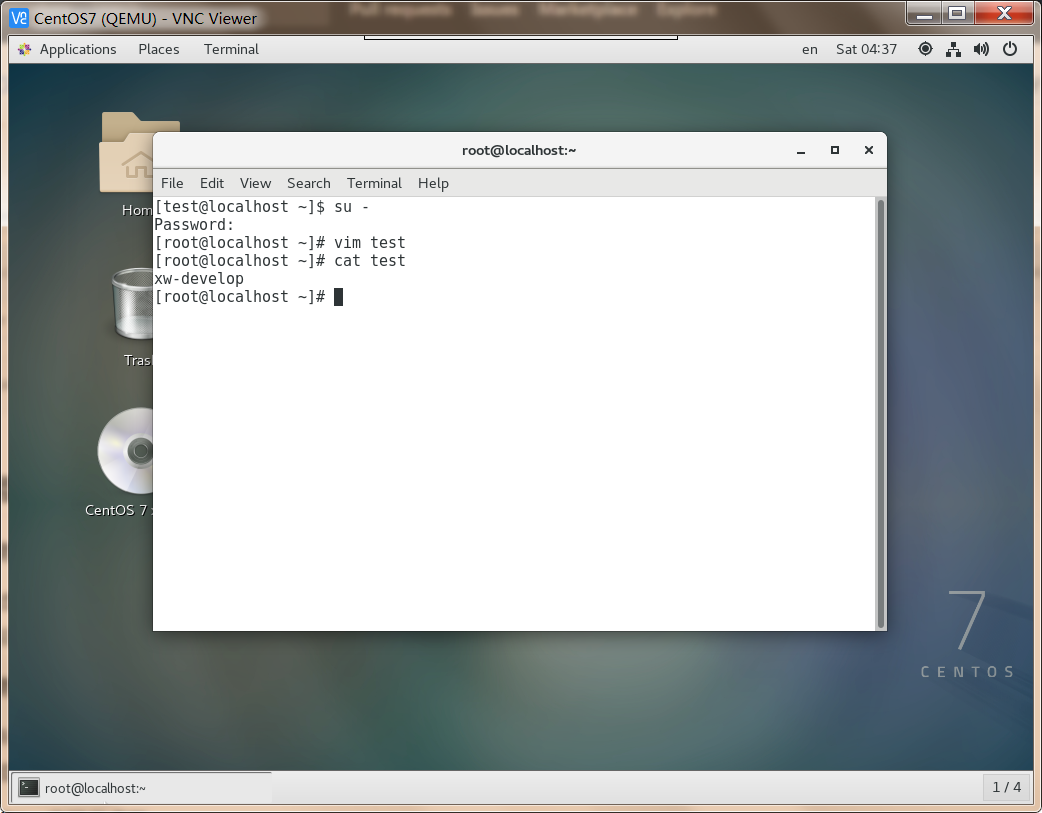 Pull requests Issues Marketplace Explore
V2 CentOS7 (QEMU) - VNC Viewer
Applications Places Terminal en Sat 04:37
root@localhost:~
File Edit View Search Terminal Help
[test@localhost ~]$ su -
Password:
[root@localhost ~]# vim test
[root@localhost ~]# cat test
xw-develop
[root@localhost ~]#
Home
Trash
CentOS 7
7
CENTOS
root@localhost:~
1 / 4